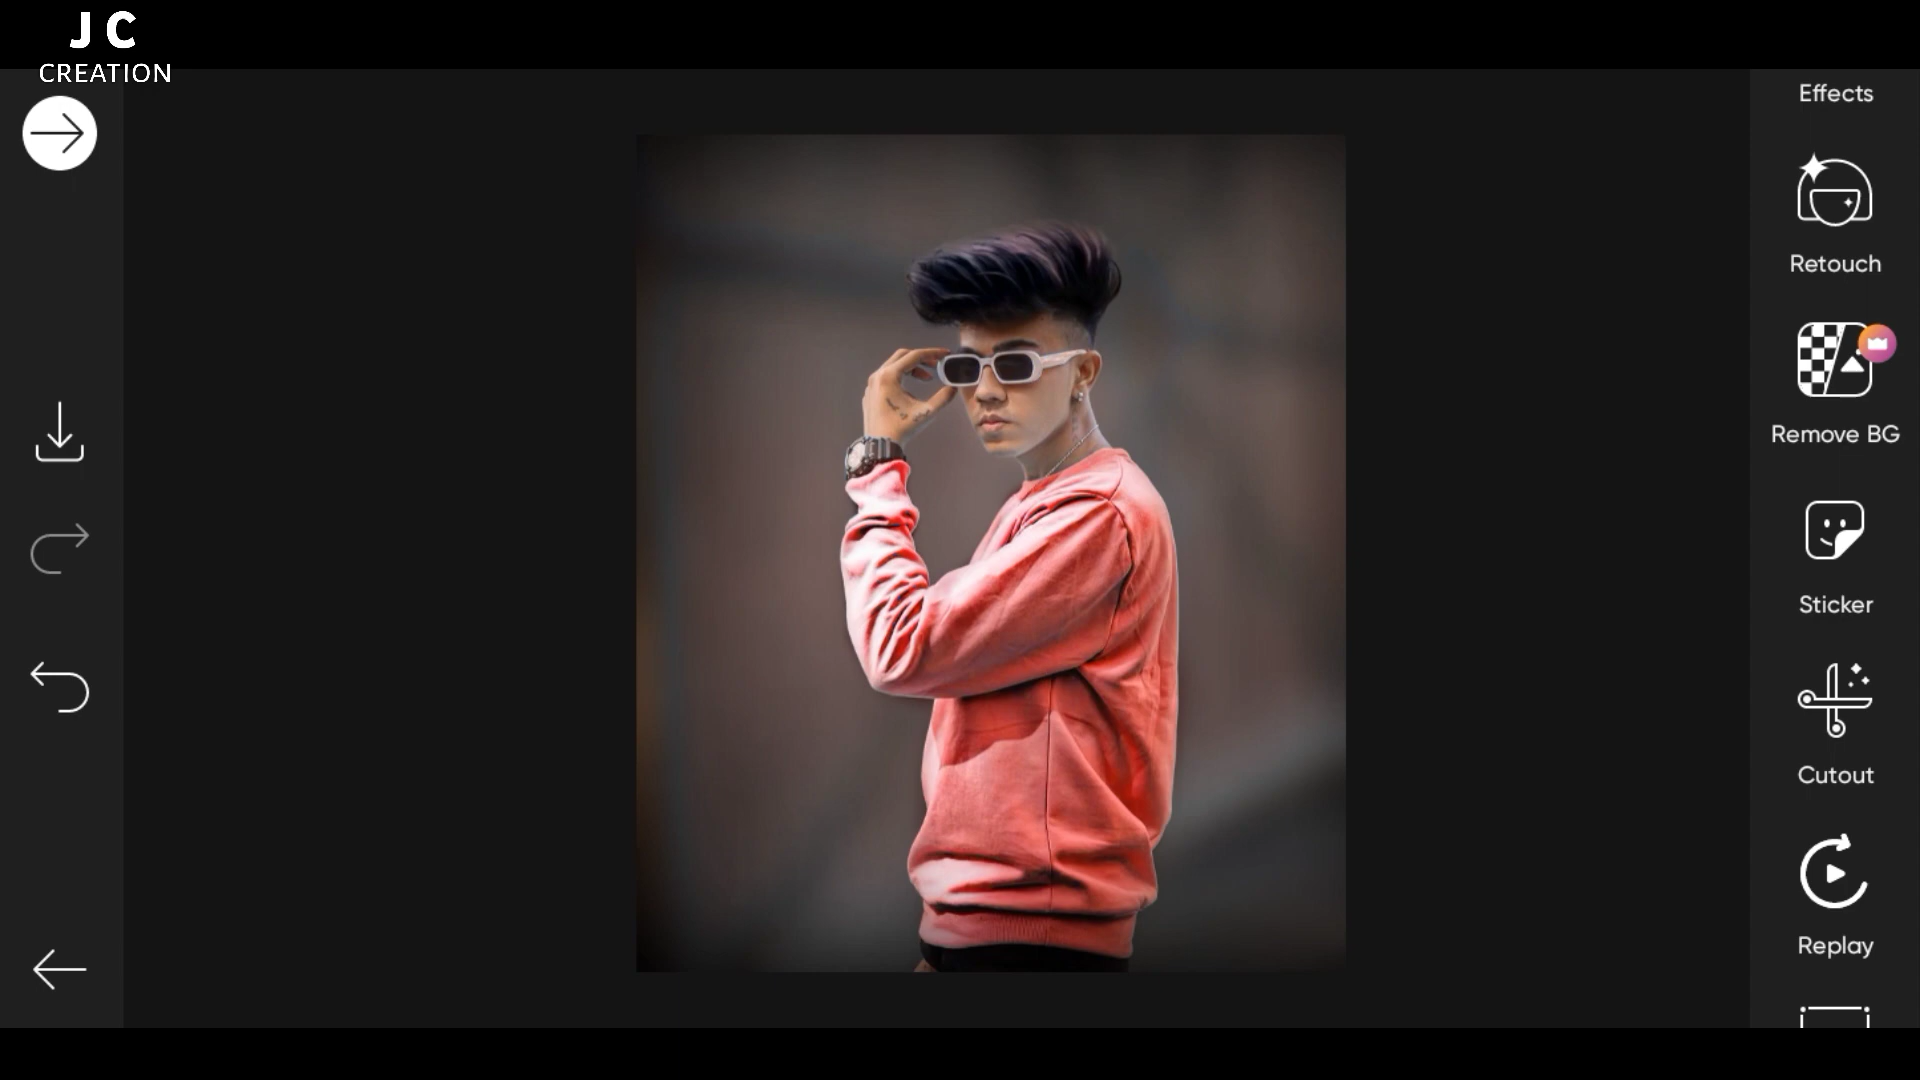 J C
CREATION
Effects
Retouch
Remove BG
Sticker
Cutout
Replay